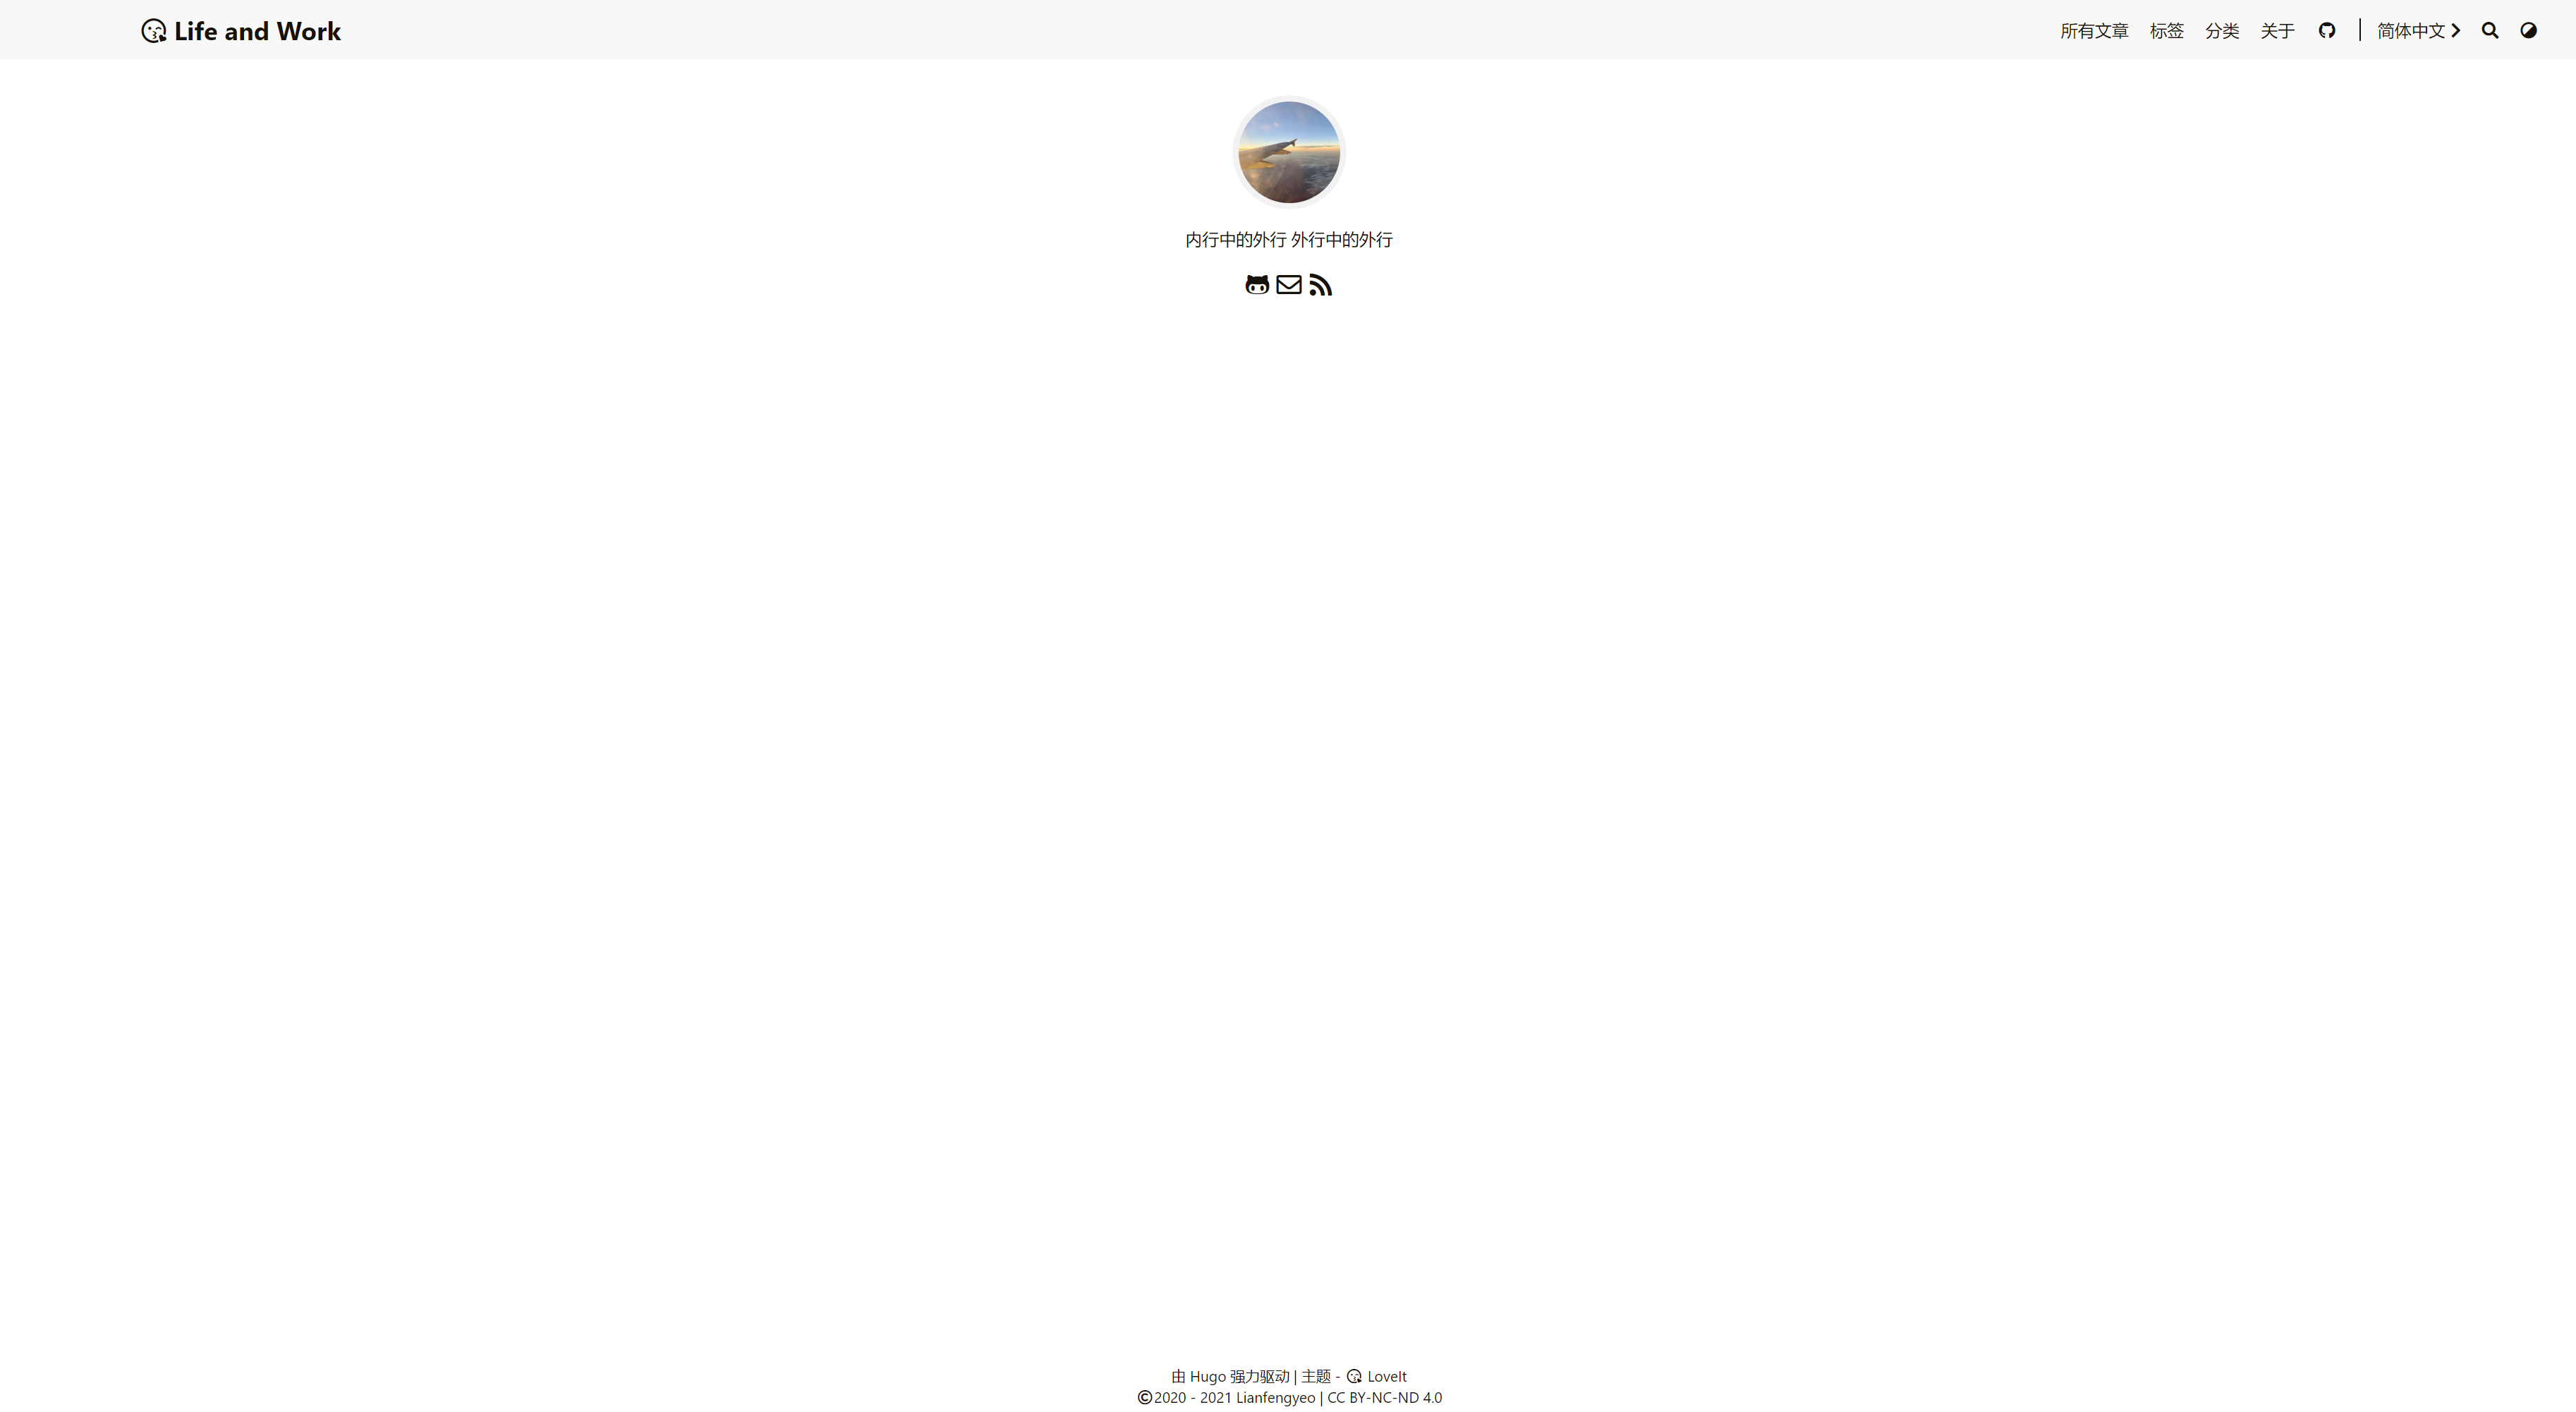 Life and Work
所有文章 标签 分类 关于 | 简体中文
内行中的外行 外行中的外行
由 Hugo 强力驱动 | 主题 - LoveIt
©2020 - 2021 Lianfengyeo | CC BY-NC-ND 4.0